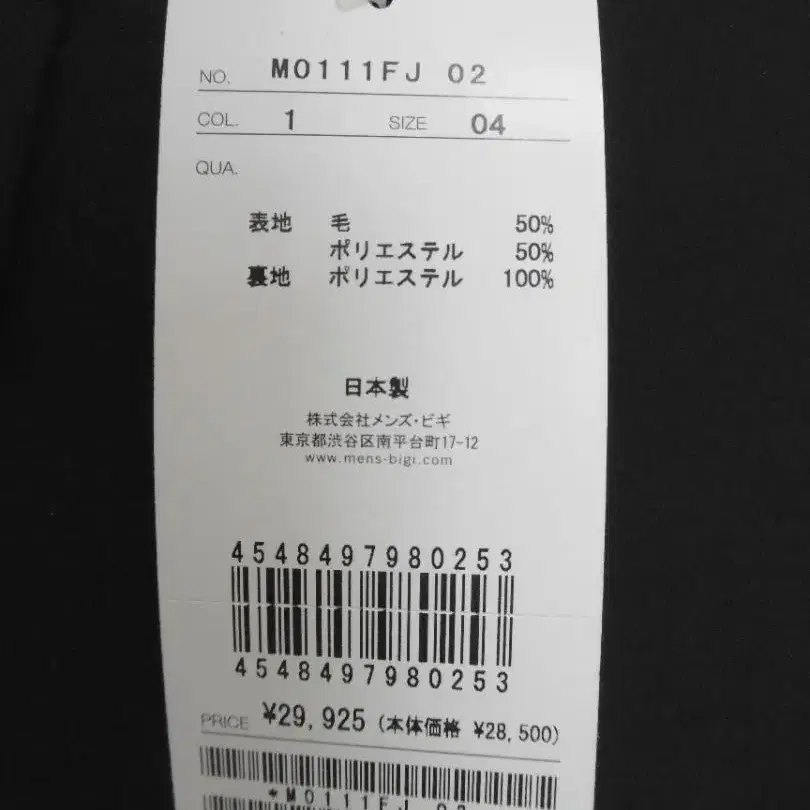 NO. M0111FJ 02
COL. 1 SIZE 04
QUA.
表地 毛 50%
ポリエステル 50%
裏地 ポリエステル 100%
日本製
株式会社メンズ・ビギ
東京都渋谷区南平台町17-12
www.mens-bigi.com
4548497980253
4548497980253
PRICE ¥29,925 (本体価格 ¥28,500)
*M0111FJ 02